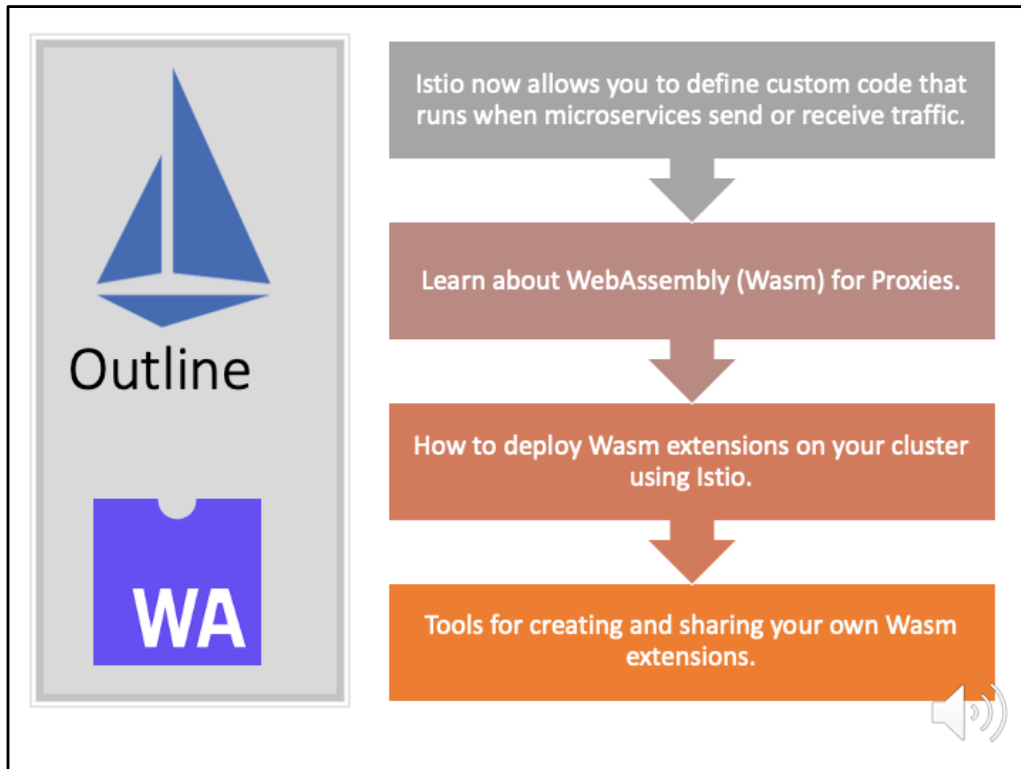 Outline
WA
Istio now allows you to define custom code that
runs when microservices send or receive traffic.
Learn about WebAssembly (Wasm) for Proxies.
How to deploy Wasm extensions on your cluster
using Istio.
Tools for creating and sharing your own Wasm
extensions.